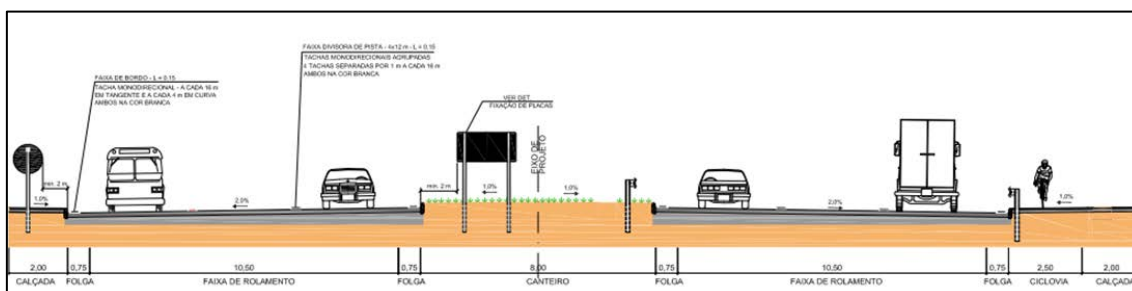 FAIXA DE BORDO - L = 0.15
TACHA MONODIRECIONAL - A CADA 16 m
EM TANGENTE E A CADA 4 m EM CURVA
AMBOS NA COR BRANCA
FAIXA DIVISORA DE PISTA - 4x12 m - L = 0.15
TACHAS MONODIRECIONAIS AGRUPADAS
TACHAS SEPARADAS POR 1 m A CADA 16 m
AMBOS NA COR BRANCA
VER DET
FIXAÇÃO DE PLACAS
EIXO DE
PROJETO
min. 2 m
1,0%
2,0%
min. 2 m
1,0%
1,0%
2,0%
1,0%
2,00 0,75 10,50 0,75 8,00 0,75 10,50 0,75 2,50 2,00
CALÇADA FOLGA FAIXA DE ROLAMENTO FOLGA CANTEIRO FOLGA FAIXA DE ROLAMENTO FOLGA CICLOVIA CALÇADA